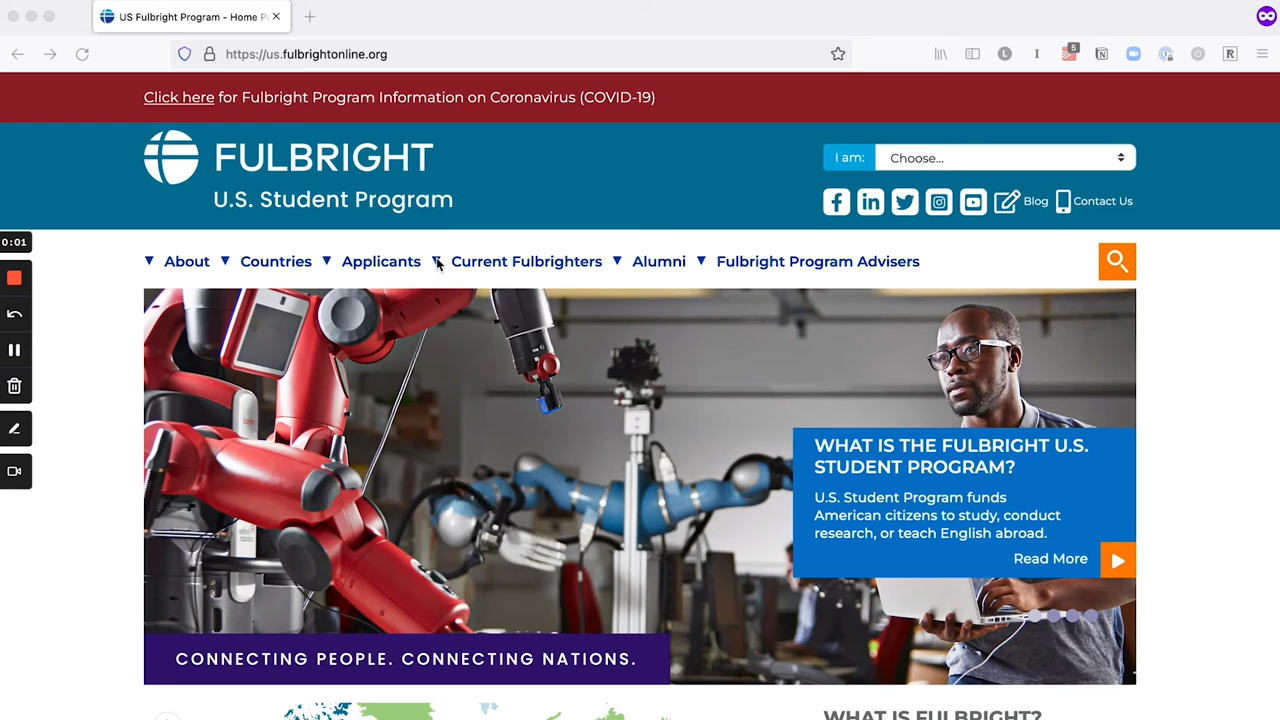 US Fulbright Program - Home P
https://us.fulbrightonline.org
5
Click here for Fulbright Program Information on Coronavirus (COVID-19)
FULBRIGHT
U.S. Student Program
I am: Choose...
Blog Contact Us
0:01
About Countries Applicants Current Fulbrighters Alumni Fulbright Program Advisers
WHAT IS THE FULBRIGHT U.S.
STUDENT PROGRAM?
U.S. Student Program funds
American citizens to study, conduct
research, or teach English abroad.
Read More
CONNECTING PEOPLE. CONNECTING NATIONS.
WHAT IS FULBRIGHT?